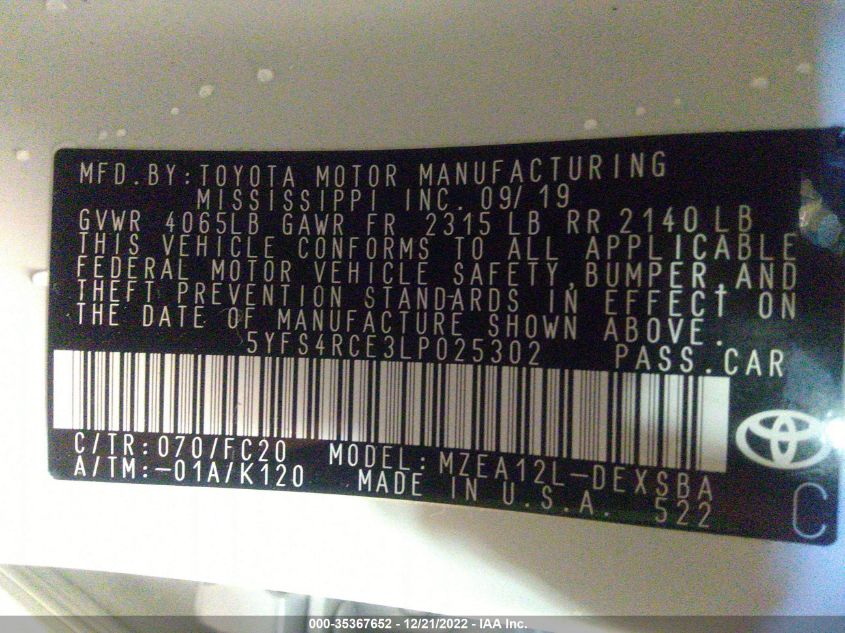 MFD.BY:TOYOTA MOTOR MANUFACTURING
MISSISSIPPI INC. 09/19
GVWR 4065LB GAWR FR 2315 LB RR 2140 LB
THIS VEHICLE CONFORMS TO ALL APPLICABLE
FEDERAL MOTOR VEHICLE SAFETY,BUMPER,AND
THEFT PREVENTION STANDARDS IN EFFECT ON
THE DATE OF MANUFACTURE SHOWN ABOVE.
5YFS4RCE3LP025302 PASS.CAR
C/TR:070/FC20 MODEL:MZEA12L-DEXSBA
A/TM:-01A/K120 MADE IN U.S.A. 522
C
000-35367652 - 12/21/2022 - IAA Inc.